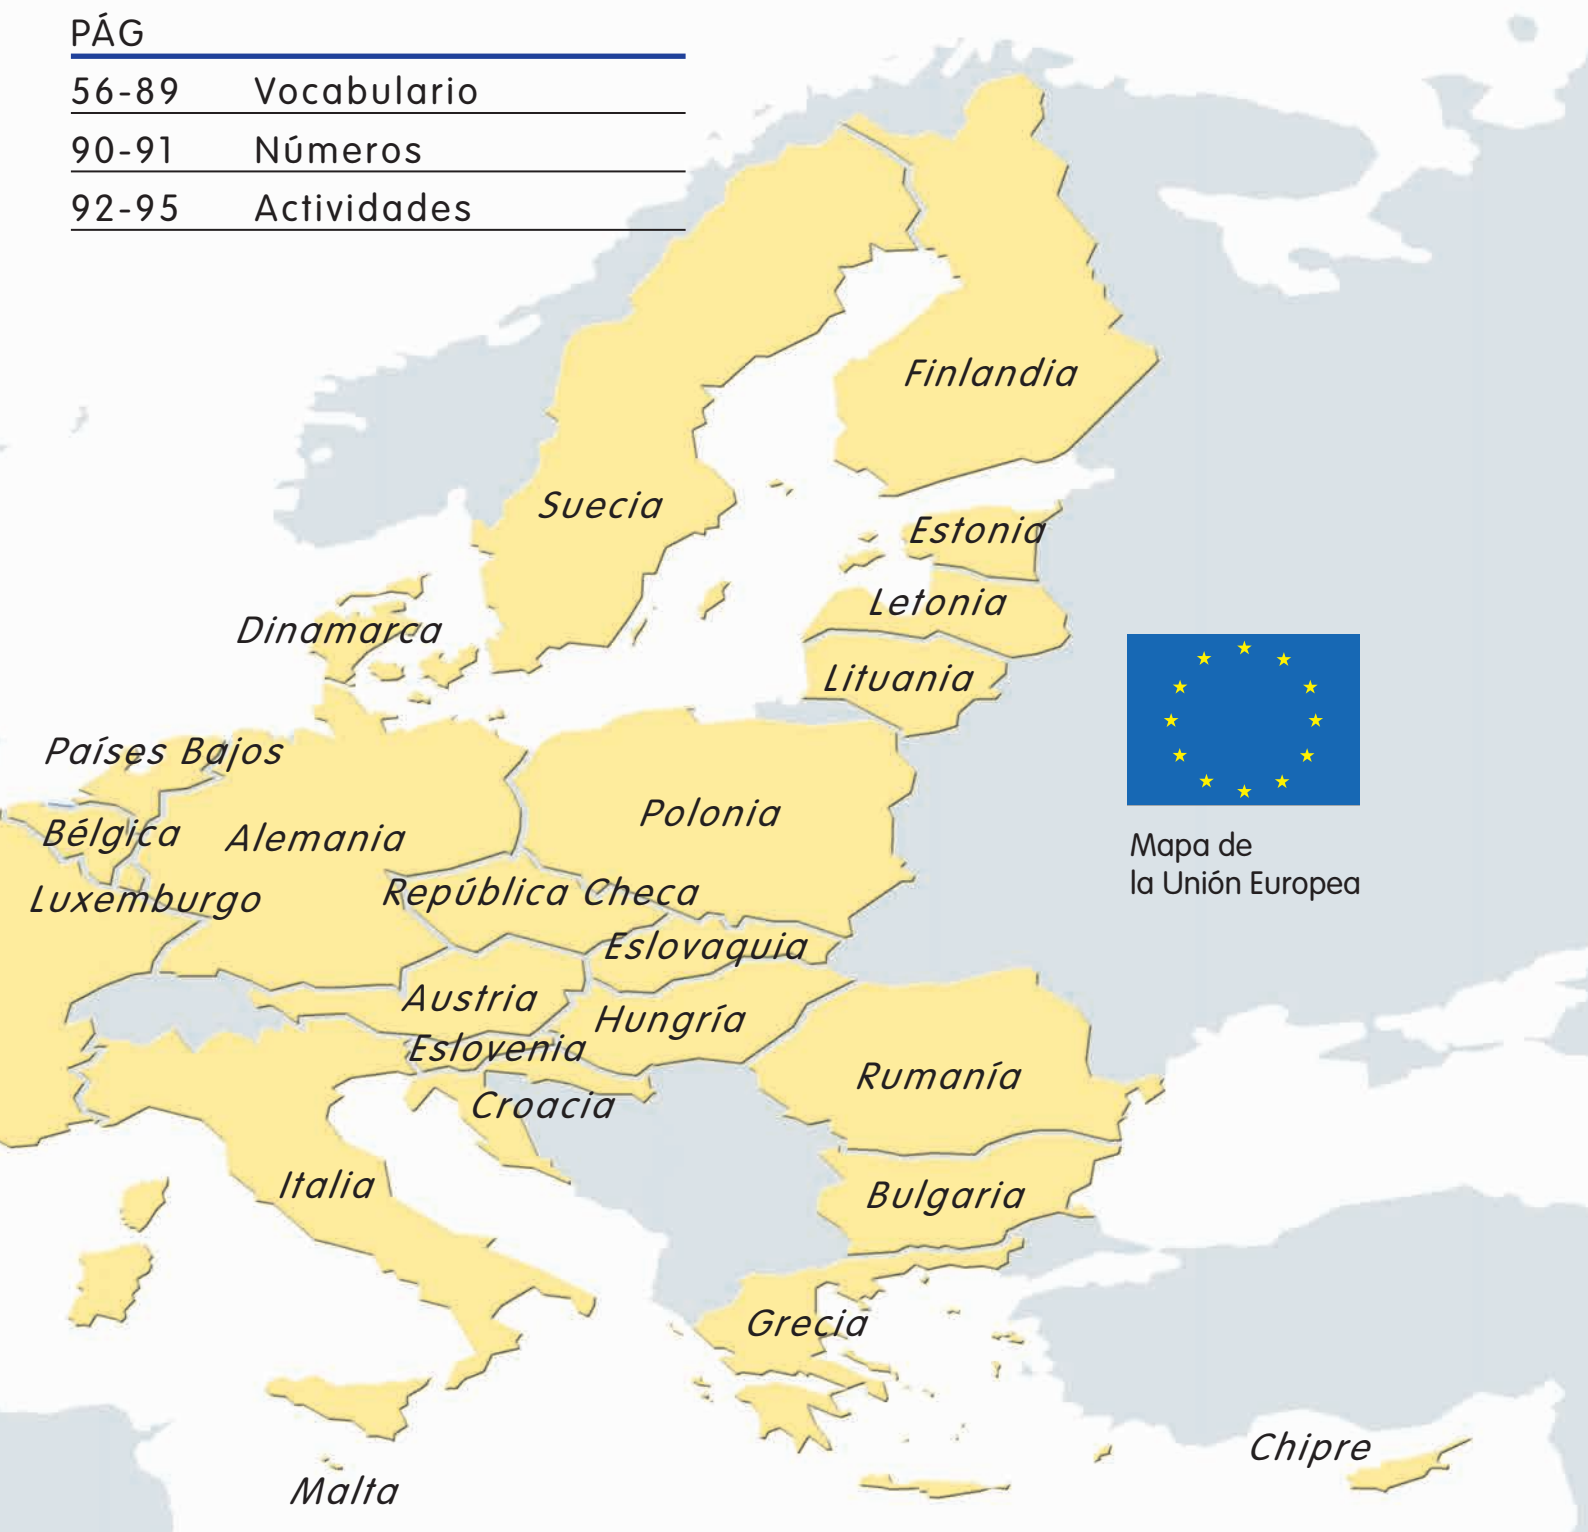 PÁG
56-89 Vocabulario
90-91 Números
92-95 Actividades
Finlandia
Suecia
Estonia
Letonia
Dinamarca
Lituania
Países Bajos
Polonia
Bélgica
Alemania
Mapa de
la Unión Europea
República Checa
Luxemburgo
Eslovaquia
Austria
Hungría
Eslovenia
Rumanía
Croacia
Italia
Bulgaria
Grecia
Chipre
Malta